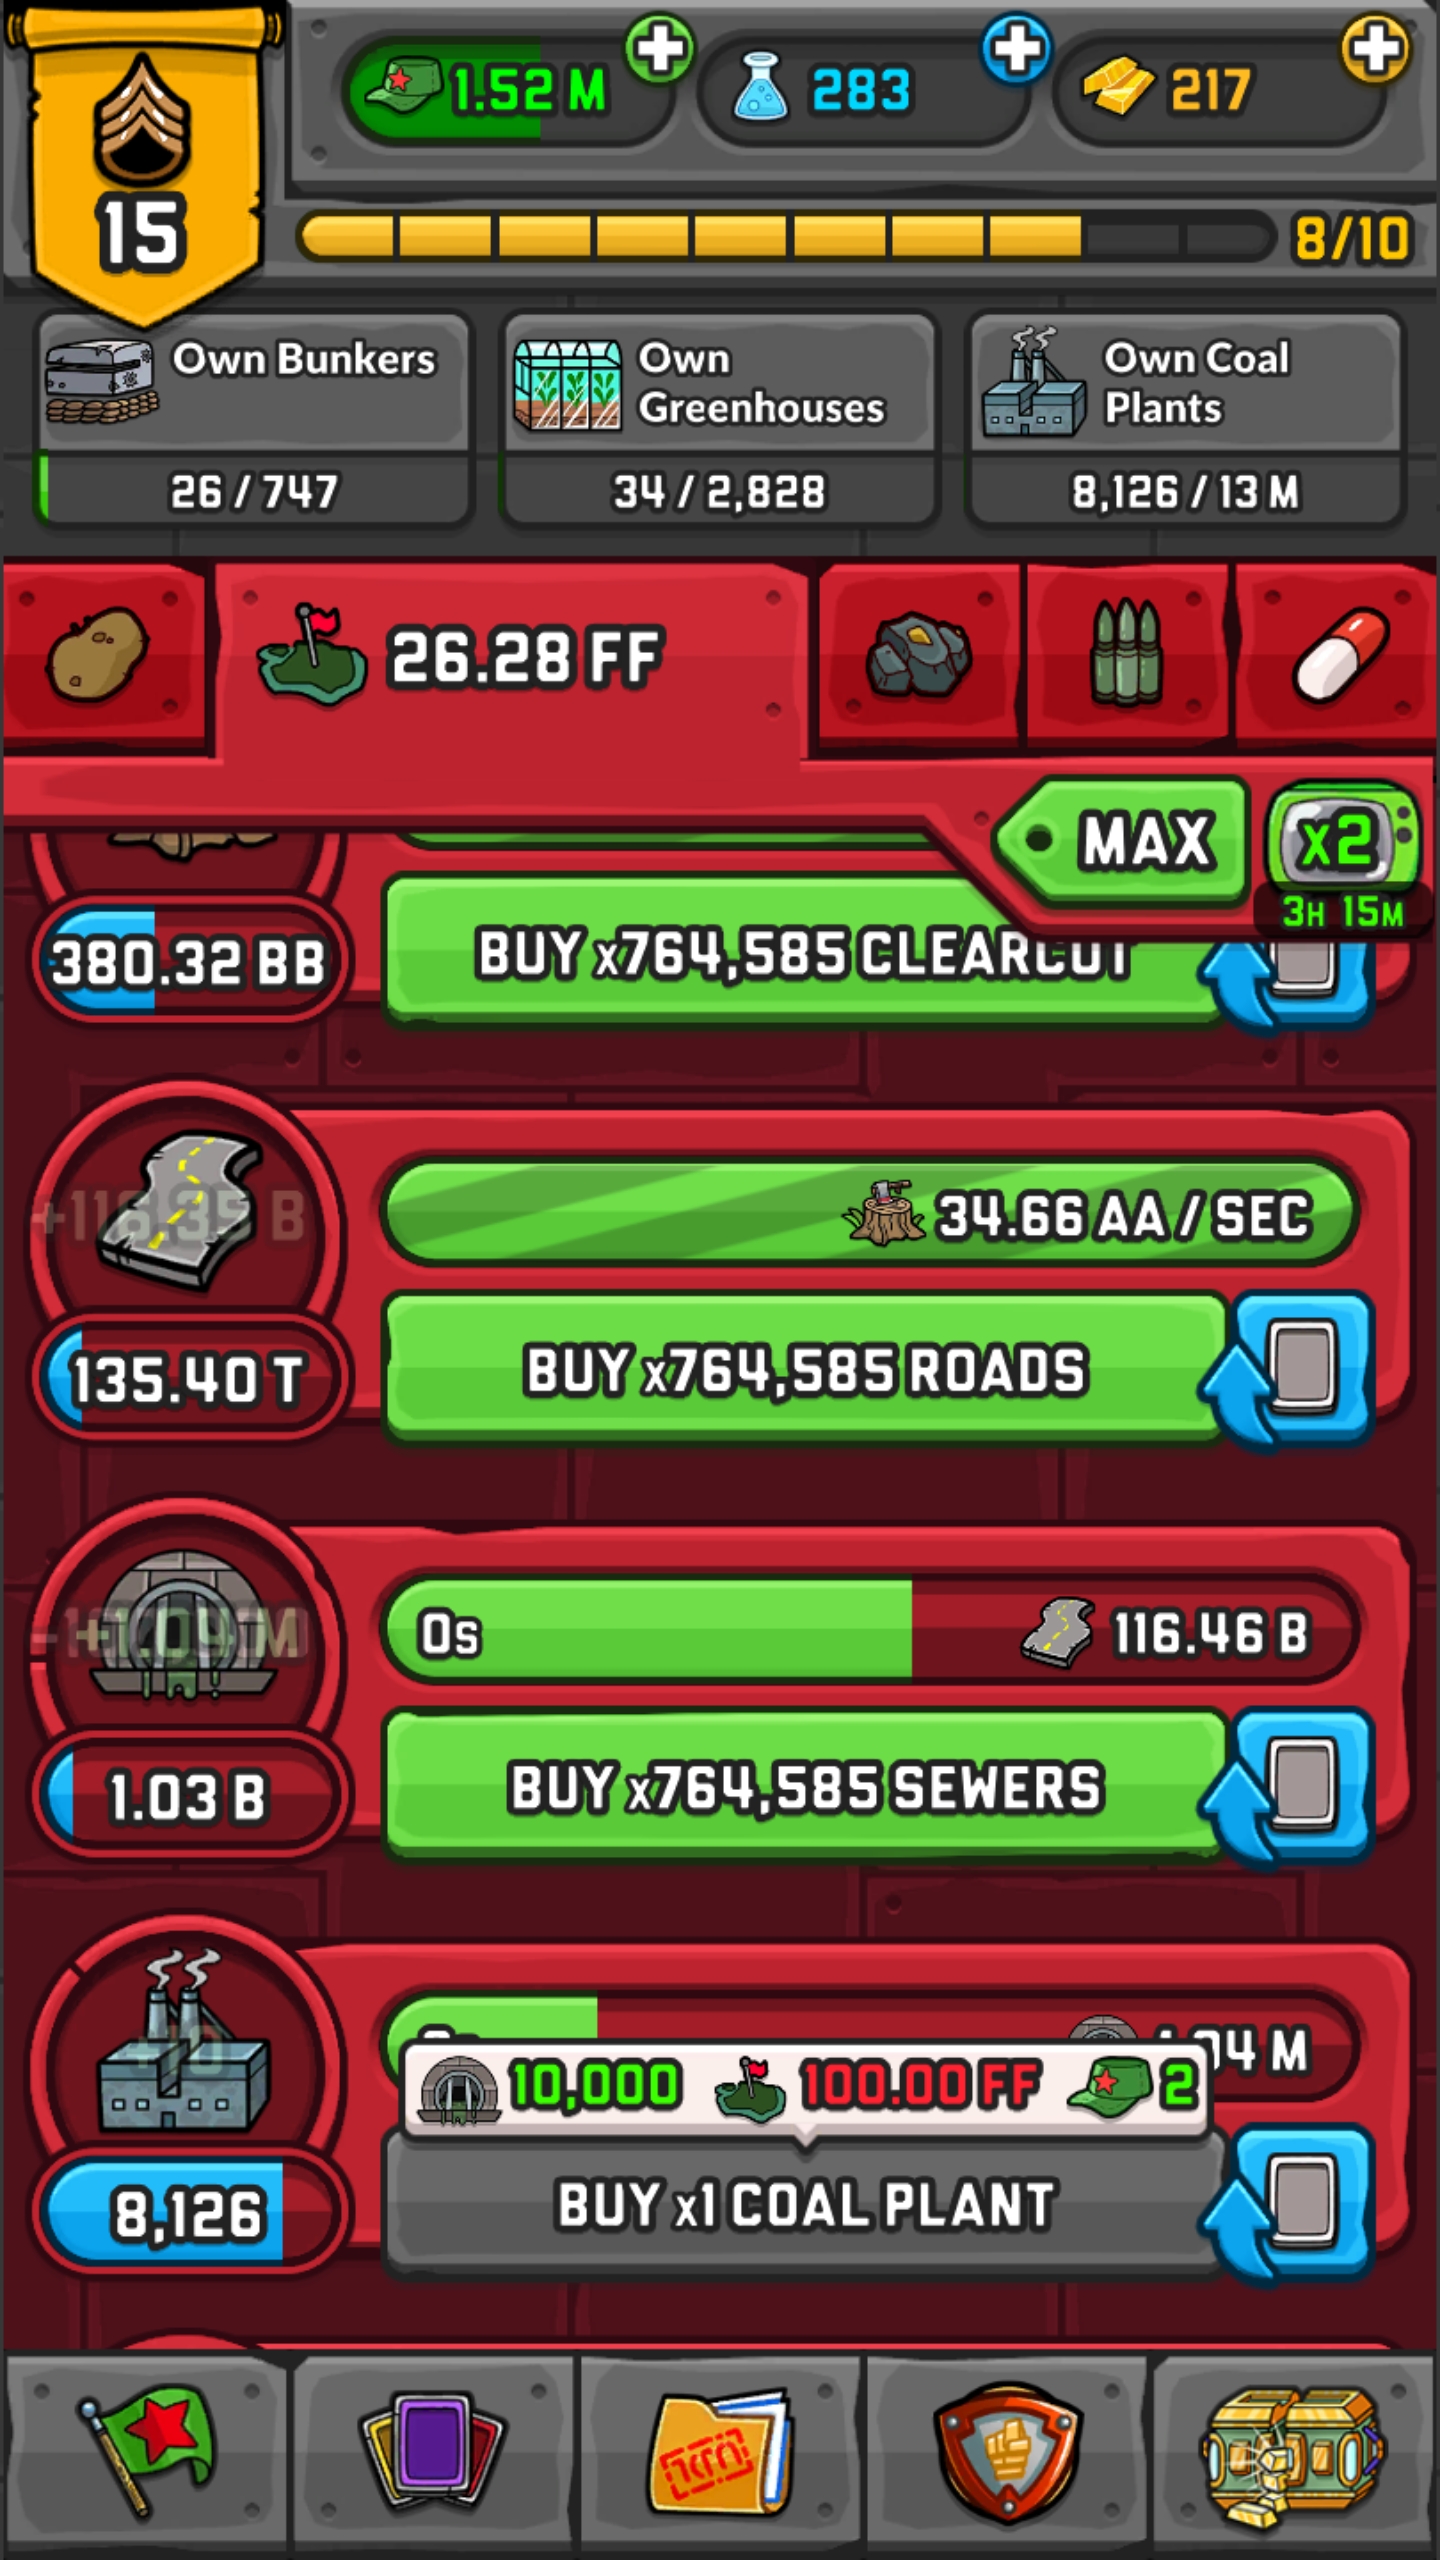 15
1.52 M
283
217
8/10
Own Bunkers
26 / 747
Own
Greenhouses
34 / 2,828
Own Coal
Plants
8,126 / 13 M
26.28 FF
MAX
x2
3H 15M
380.32 BB
BUY x764,585 CLEARCUT
+116.35 B
34.66 AA / SEC
135.40 T
BUY x764,585 ROADS
+1.04 M
0s
116.46 B
1.03 B
BUY x764,585 SEWERS
10,000
100.00 FF
2
8,126
BUY x1 COAL PLANT